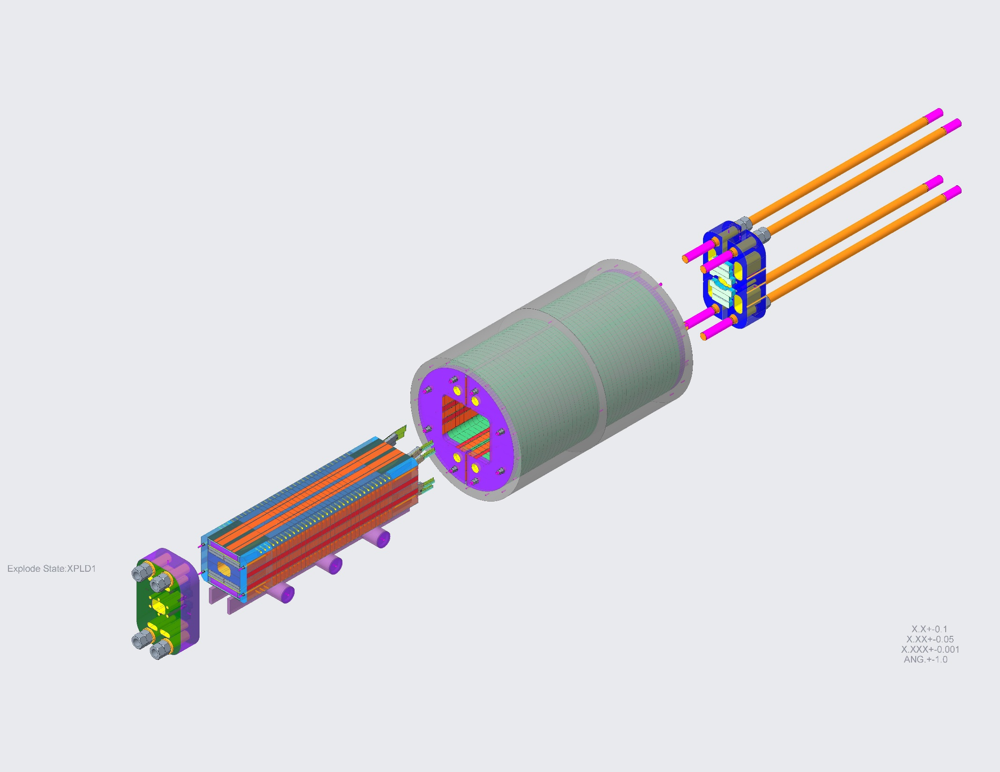 Explode State:XPLD1
X.X+-0.1
X.XX+-0.05
X.XXX+-0.001
ANG.+-1.0